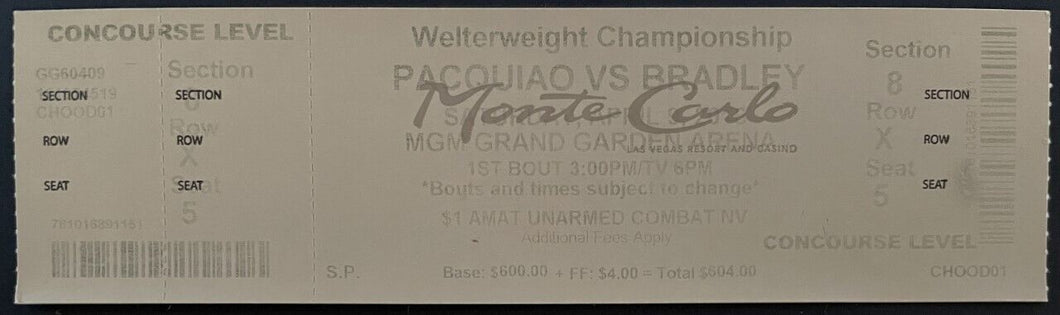 CONCOURSE LEVEL
GG60409
CHOOD01
SECTION
ROW
SEAT
761016891151
Section
SECTION
Row
ROW
X
Seat
SEAT
5
S.P.
Welterweight Championship
PACQUIAO VS BRADLEY
Monte Carlo
LAS VEGAS RESORT AND CASINO
MGM GRAND GARDEN ARENA
1ST BOUT 3:00PM/TV 6PM
*Bouts and times subject to change*
$1 AMAT UNARMED COMBAT NV
Additional Fees Apply
Base: $600.00 + FF: $4.00 = Total $604.00
Section
8
SECTION
Row
X
ROW
Seat
5
SEAT
CONCOURSE LEVEL
CHOOD01